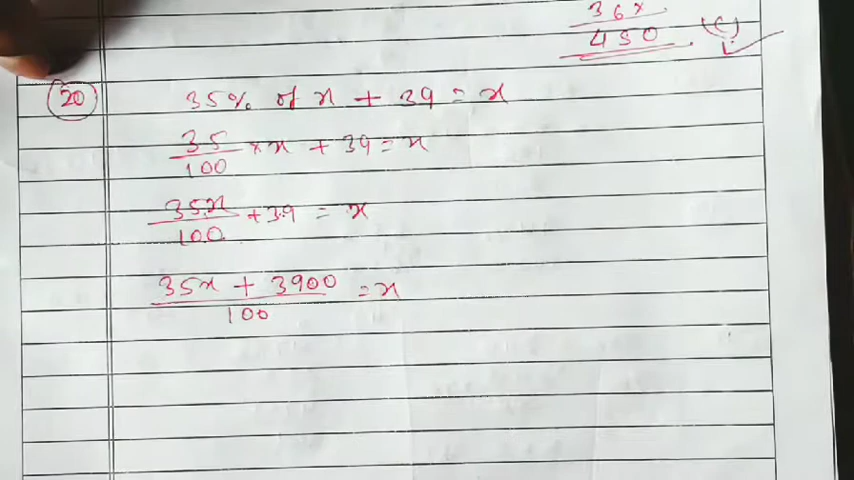 36x
450 (C)
20 35% of x + 39 = x
35/100 × x + 39 = x
35x/100 + 39 = x
35x + 3900/100 = x